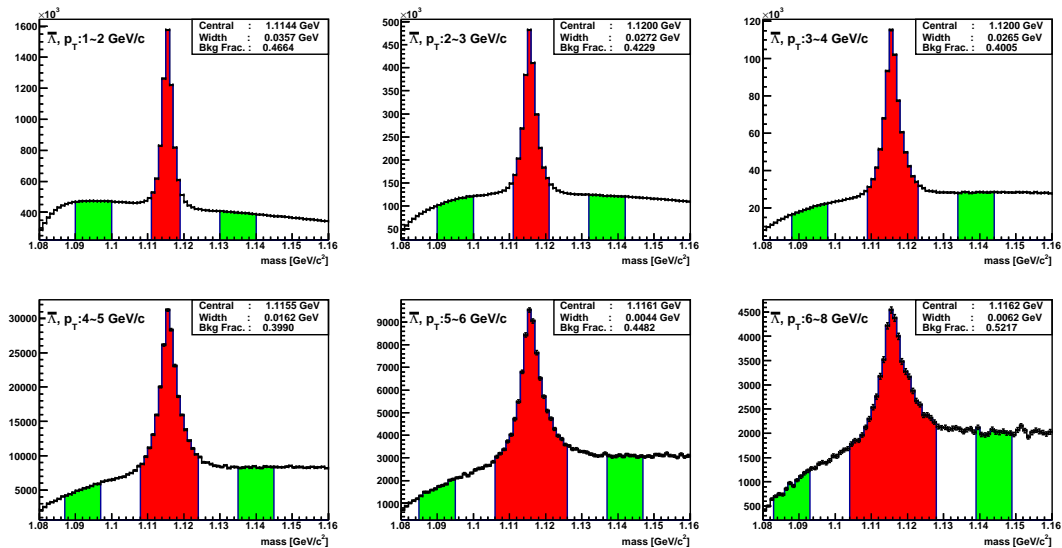 ×10³
1600
1400
1200
1000
800
600
400
1.08 1.09 1.1 1.11 1.12 1.13 1.14 1.15 1.16
mass [GeV/c²]
Λ̅, p_T:1~2 GeV/c
Central : 1.1144 GeV
Width : 0.0357 GeV
Bkg Frac. : 0.4664
×10³
500
450
400
350
300
250
200
150
100
50
1.08 1.09 1.1 1.11 1.12 1.13 1.14 1.15 1.16
mass [GeV/c²]
Λ̅, p_T:2~3 GeV/c
Central : 1.1200 GeV
Width : 0.0272 GeV
Bkg Frac. : 0.4229
×10³
120
100
80
60
40
20
1.08 1.09 1.1 1.11 1.12 1.13 1.14 1.15 1.16
mass [GeV/c²]
Λ̅, p_T:3~4 GeV/c
Central : 1.1200 GeV
Width : 0.0265 GeV
Bkg Frac. : 0.4005
30000
25000
20000
15000
10000
5000
1.08 1.09 1.1 1.11 1.12 1.13 1.14 1.15 1.16
mass [GeV/c²]
Λ̅, p_T:4~5 GeV/c
Central : 1.1155 GeV
Width : 0.0162 GeV
Bkg Frac. : 0.3990
9000
8000
7000
6000
5000
4000
3000
2000
1000
1.08 1.09 1.1 1.11 1.12 1.13 1.14 1.15 1.16
mass [GeV/c²]
Λ̅, p_T:5~6 GeV/c
Central : 1.1161 GeV
Width : 0.0044 GeV
Bkg Frac. : 0.4482
4500
4000
3500
3000
2500
2000
1500
1000
500
1.08 1.09 1.1 1.11 1.12 1.13 1.14 1.15 1.16
mass [GeV/c²]
Λ̅, p_T:6~8 GeV/c
Central : 1.1162 GeV
Width : 0.0062 GeV
Bkg Frac. : 0.5217